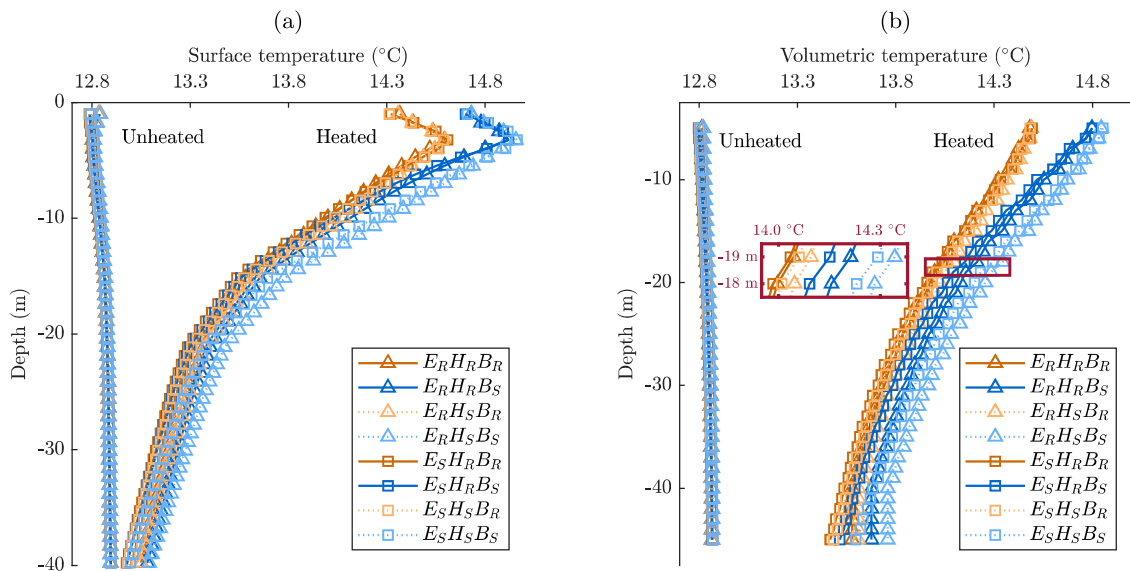 (a)
Surface temperature (°C)
12.8 13.3 13.8 14.3 14.8
0
-10
-20
-30
-40
Depth (m)
Unheated
Heated
E_R H_R B_R
E_R H_R B_S
E_R H_S B_R
E_R H_S B_S
E_S H_R B_R
E_S H_R B_S
E_S H_S B_R
E_S H_S B_S
(b)
Volumetric temperature (°C)
12.8 13.3 13.8 14.3 14.8
-10
-20
-30
-40
Depth (m)
Unheated
Heated
14.0 °C 14.3 °C
-19 m
-18 m
E_R H_R B_R
E_R H_R B_S
E_R H_S B_R
E_R H_S B_S
E_S H_R B_R
E_S H_R B_S
E_S H_S B_R
E_S H_S B_S